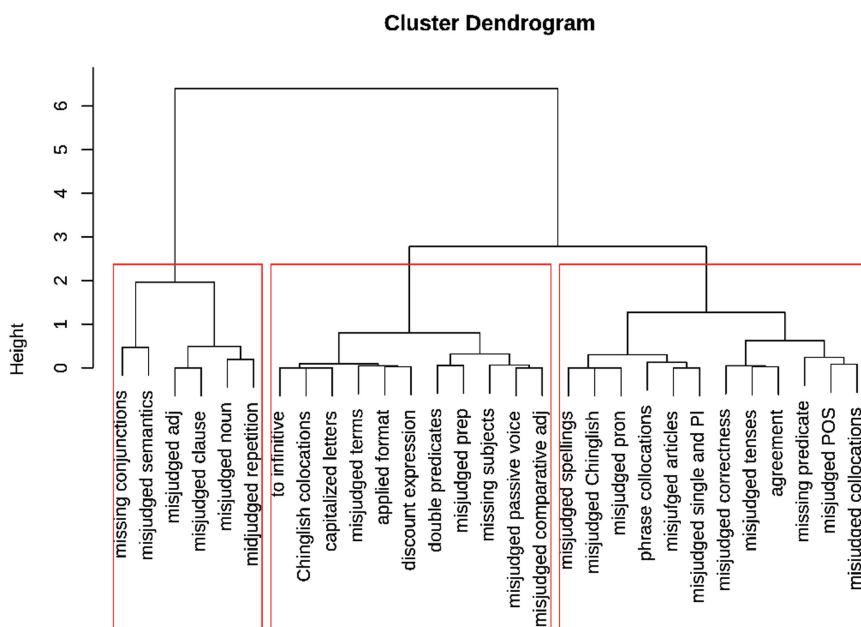 Cluster Dendrogram
Height
6
5
4
3
2
1
0
missing conjunctions
misjudged semantics
misjudged adj
misjudged clause
misjudged noun
midjudged repetition
to infinitive
Chinglish colocations
capitalized letters
misjudged terms
applied format
discount expression
double predicates
misjudged prep
missing subjects
misjudged passive voice
misjudged comparative adj
misjudged spellings
misjudged Chinglish
misjudged pron
phrase collocations
misjufged articles
misjudged single and PI
misjudged correctness
misjudged tenses
agreement
missing predicate
misjudged POS
misjudged collocations